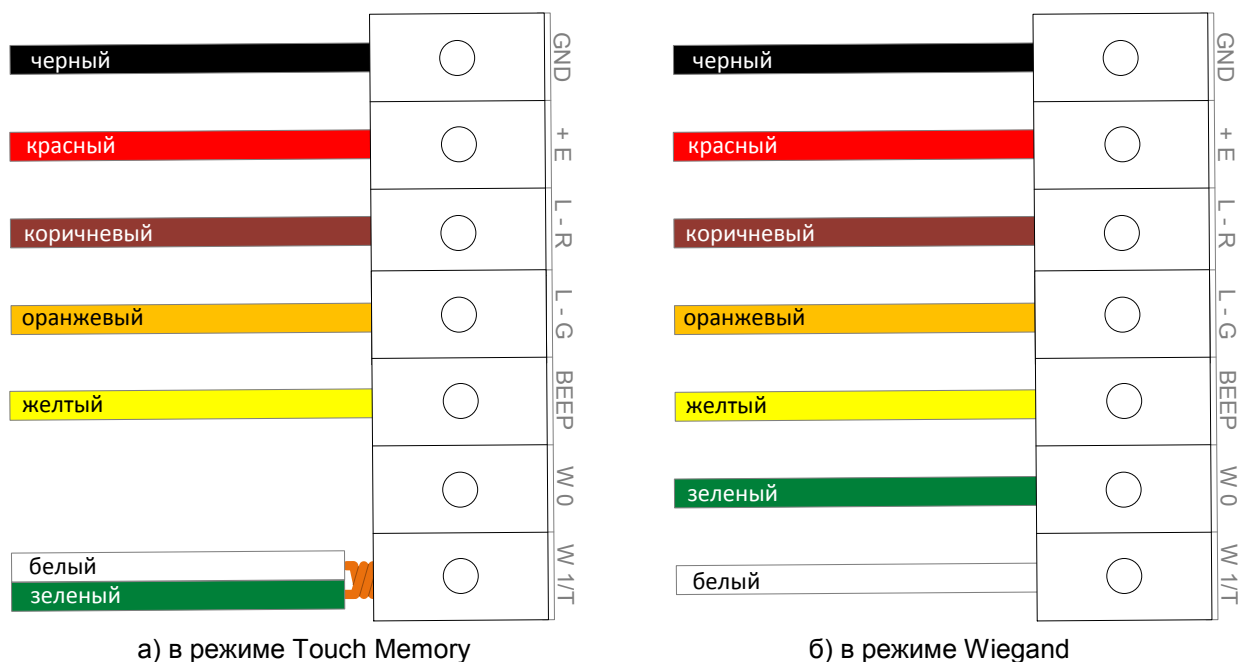 черный
GND
красный
+ E
коричневый
L - R
оранжевый
L - G
желтый
BEEP
W 0
белый
зеленый
W 1/T
а) в режиме Touch Memory
черный
GND
красный
+ E
коричневый
L - R
оранжевый
L - G
желтый
BEEP
зеленый
W 0
белый
W 1/T
б) в режиме Wiegand